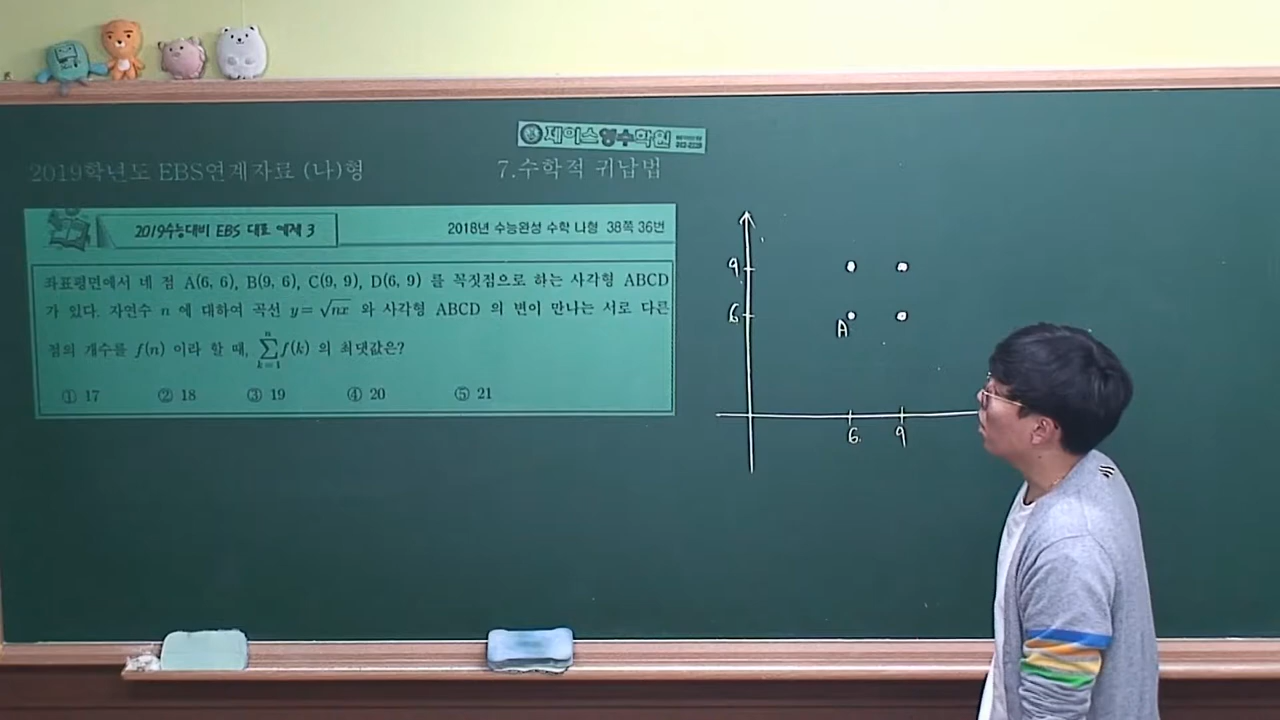 제이스영수학원
2019학년도 EBS연계자료 (나)형
7.수학적 귀납법
2019수능대비 EBS 대표 예제 3
2018년 수능완성 수학 나형 38쪽 36번
좌표평면에서 네 점 A(6, 6), B(9, 6), C(9, 9), D(6, 9) 를 꼭짓점으로 하는 사각형 ABCD
가 있다. 자연수 n 에 대하여 곡선 y=√nx 와 사각형 ABCD 의 변이 만나는 서로 다른
점의 개수를 f(n) 이라 할 때, ∑_{k=1}^{n} f(k) 의 최댓값은?
① 17 ② 18 ③ 19 ④ 20 ⑤ 21
9
6
A
6 9